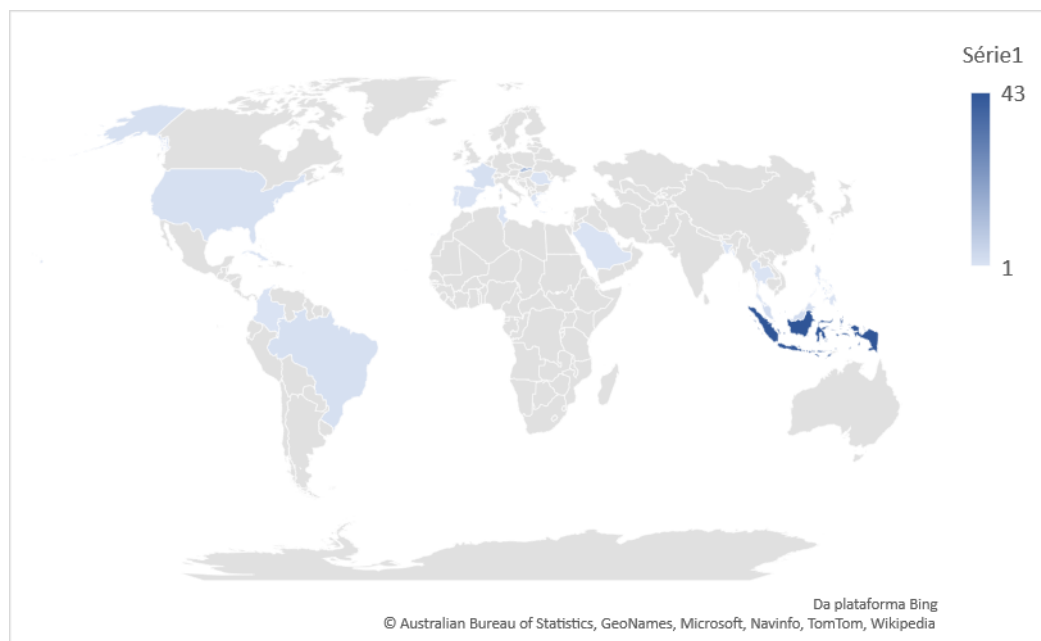 Série1
43
1
Da plataforma Bing
© Australian Bureau of Statistics, GeoNames, Microsoft, Navinfo, TomTom, Wikipedia